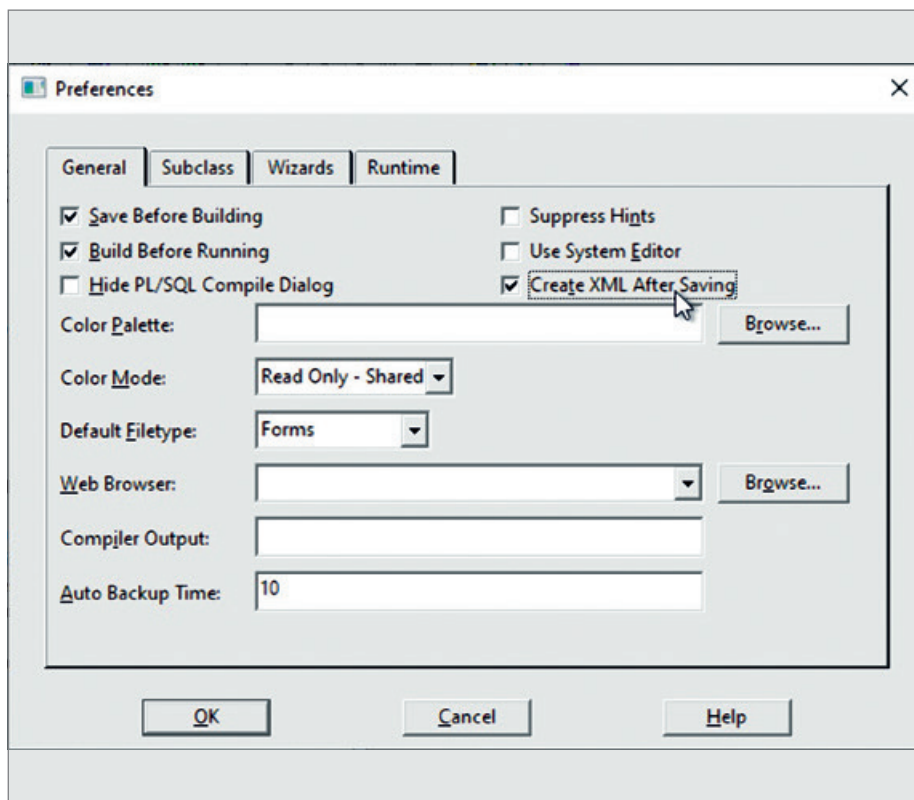 Preferences
General Subclass Wizards Runtime
Save Before Building
Suppress Hints
Build Before Running
Use System Editor
Hide PL/SQL Compile Dialog
Create XML After Saving
Color Palette:
Browse...
Color Mode:
Read Only - Shared
Default Filetype:
Forms
Web Browser:
Browse...
Compiler Output:
Auto Backup Time:
10
OK
Cancel
Help